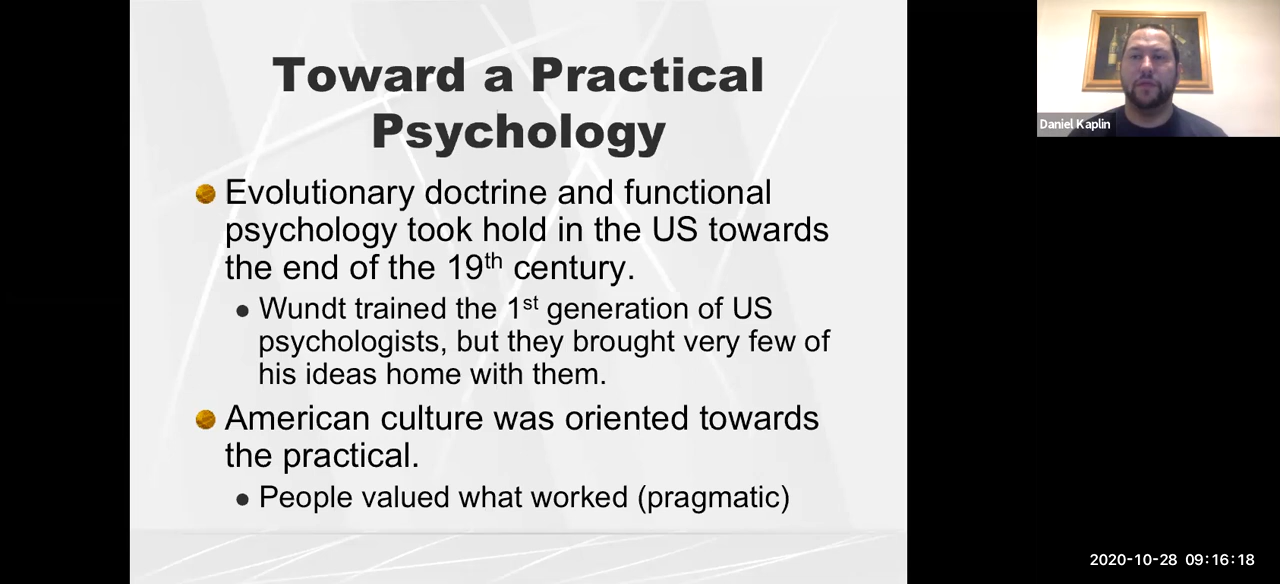 Toward a Practical
Psychology
Evolutionary doctrine and functional
psychology took hold in the US towards
the end of the 19th century.
Wundt trained the 1st generation of US
psychologists, but they brought very few of
his ideas home with them.
American culture was oriented towards
the practical.
People valued what worked (pragmatic)
Daniel Kaplin
2020-10-28 09:16:18